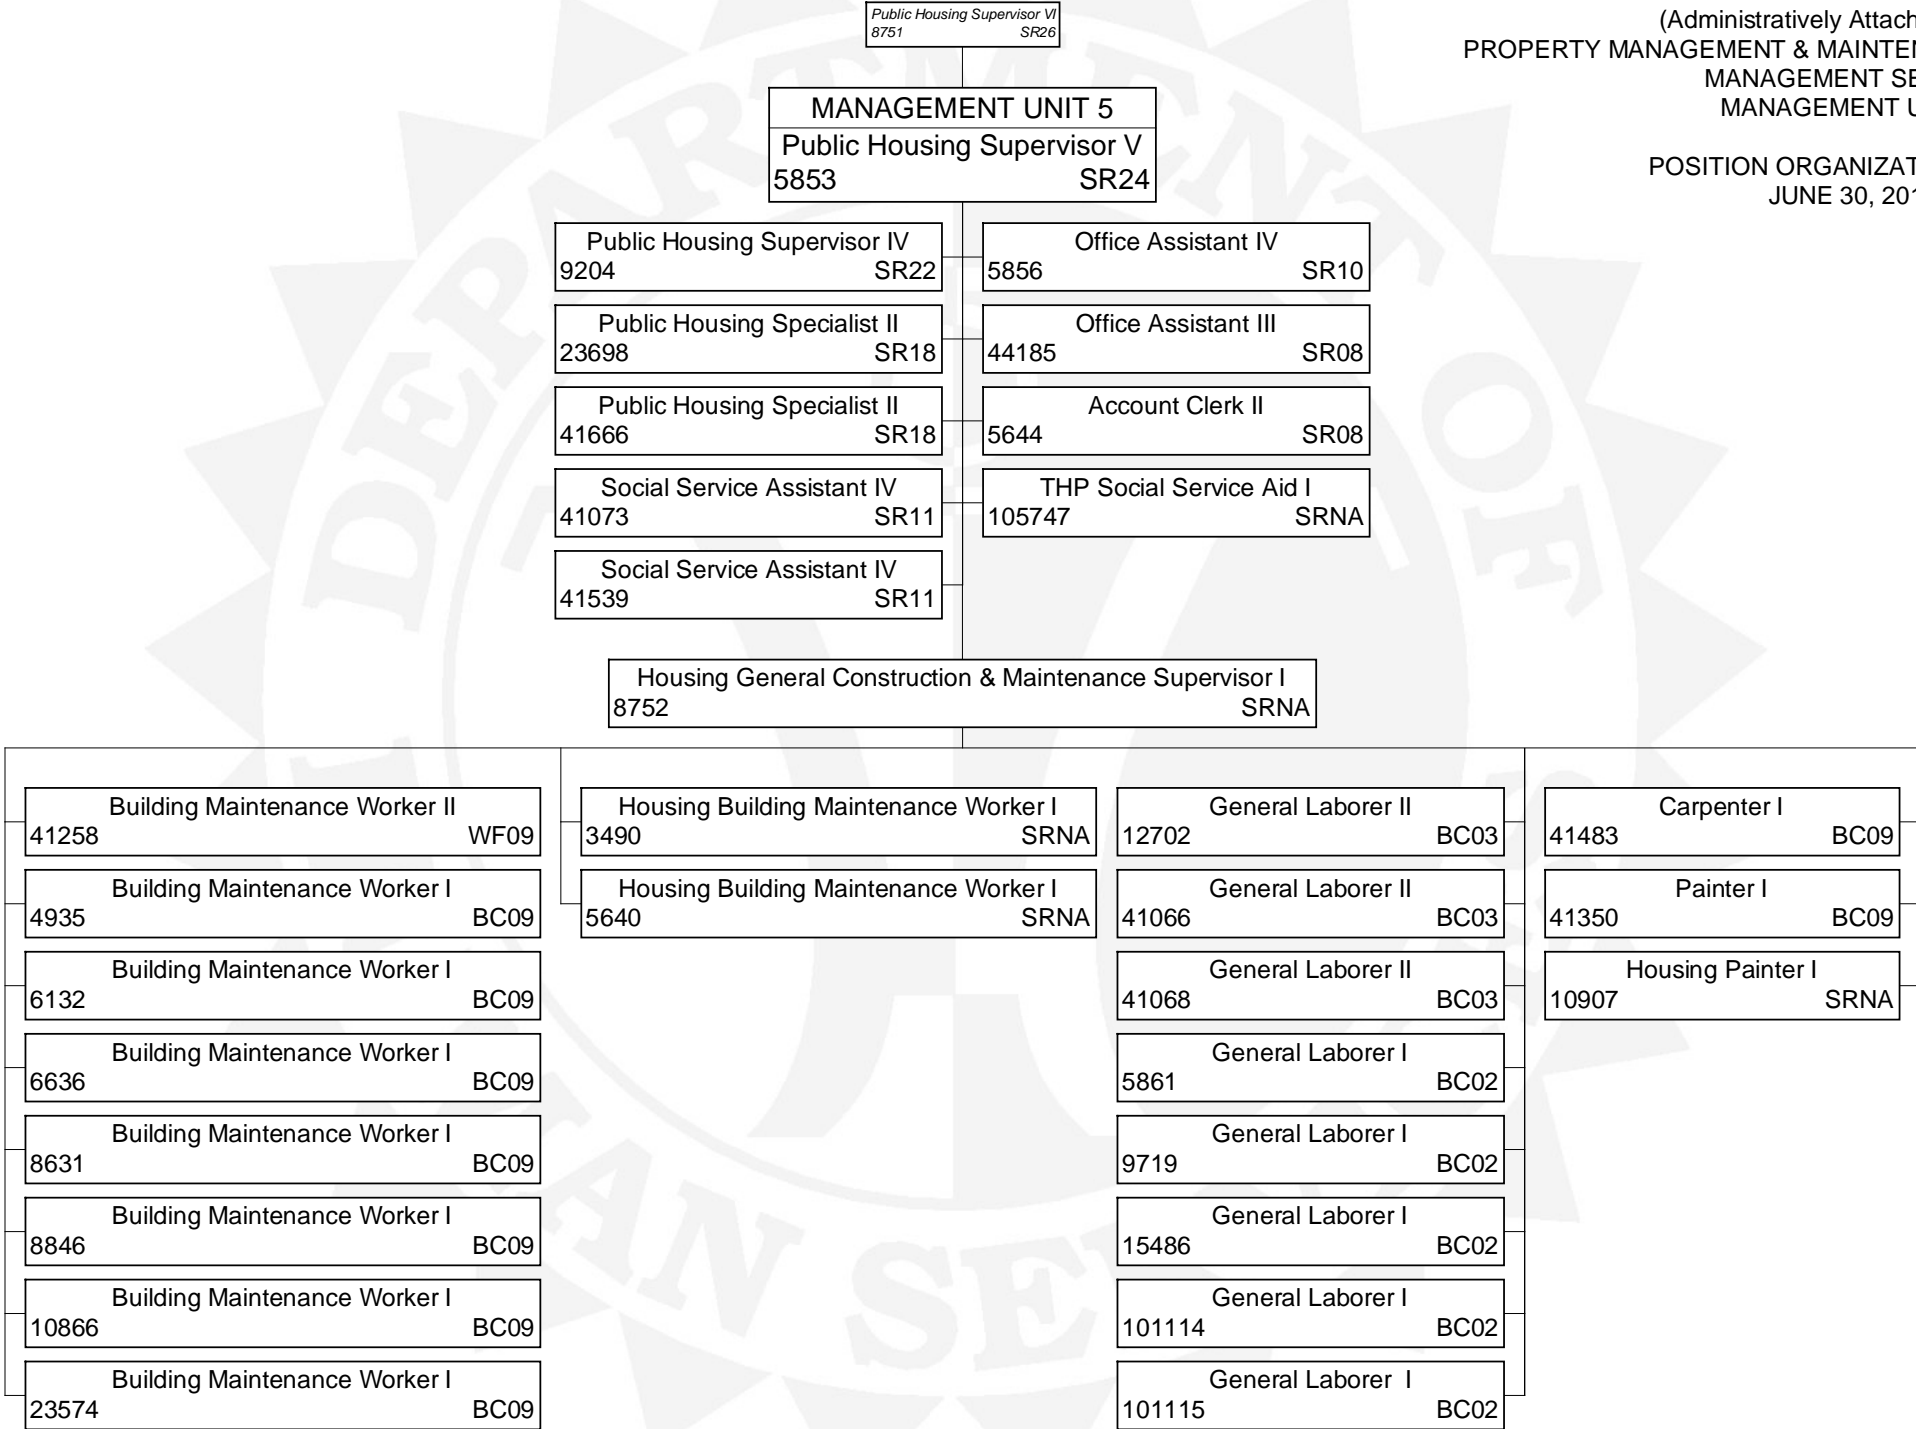 Public Housing Supervisor VI
8751 SR26
(Administratively Attach
PROPERTY MANAGEMENT & MAINTEN
MANAGEMENT SE
MANAGEMENT U
POSITION ORGANIZAT
JUNE 30, 201
MANAGEMENT UNIT 5
Public Housing Supervisor V
5853 SR24
Public Housing Supervisor IV
9204 SR22
Office Assistant IV
5856 SR10
Public Housing Specialist II
23698 SR18
Office Assistant III
44185 SR08
Public Housing Specialist II
41666 SR18
Account Clerk II
5644 SR08
Social Service Assistant IV
41073 SR11
THP Social Service Aid I
105747 SRNA
Social Service Assistant IV
41539 SR11
Housing General Construction & Maintenance Supervisor I
8752 SRNA
Building Maintenance Worker II
41258 WF09
Building Maintenance Worker I
4935 BC09
Building Maintenance Worker I
6132 BC09
Building Maintenance Worker I
6636 BC09
Building Maintenance Worker I
8631 BC09
Building Maintenance Worker I
8846 BC09
Building Maintenance Worker I
10866 BC09
Building Maintenance Worker I
23574 BC09
Housing Building Maintenance Worker I
3490 SRNA
Housing Building Maintenance Worker I
5640 SRNA
General Laborer II
12702 BC03
General Laborer II
41066 BC03
General Laborer II
41068 BC03
General Laborer I
5861 BC02
General Laborer I
9719 BC02
General Laborer I
15486 BC02
General Laborer I
101114 BC02
General Laborer I
101115 BC02
Carpenter I
41483 BC09
Painter I
41350 BC09
Housing Painter I
10907 SRNA
DEPARTMENT OF